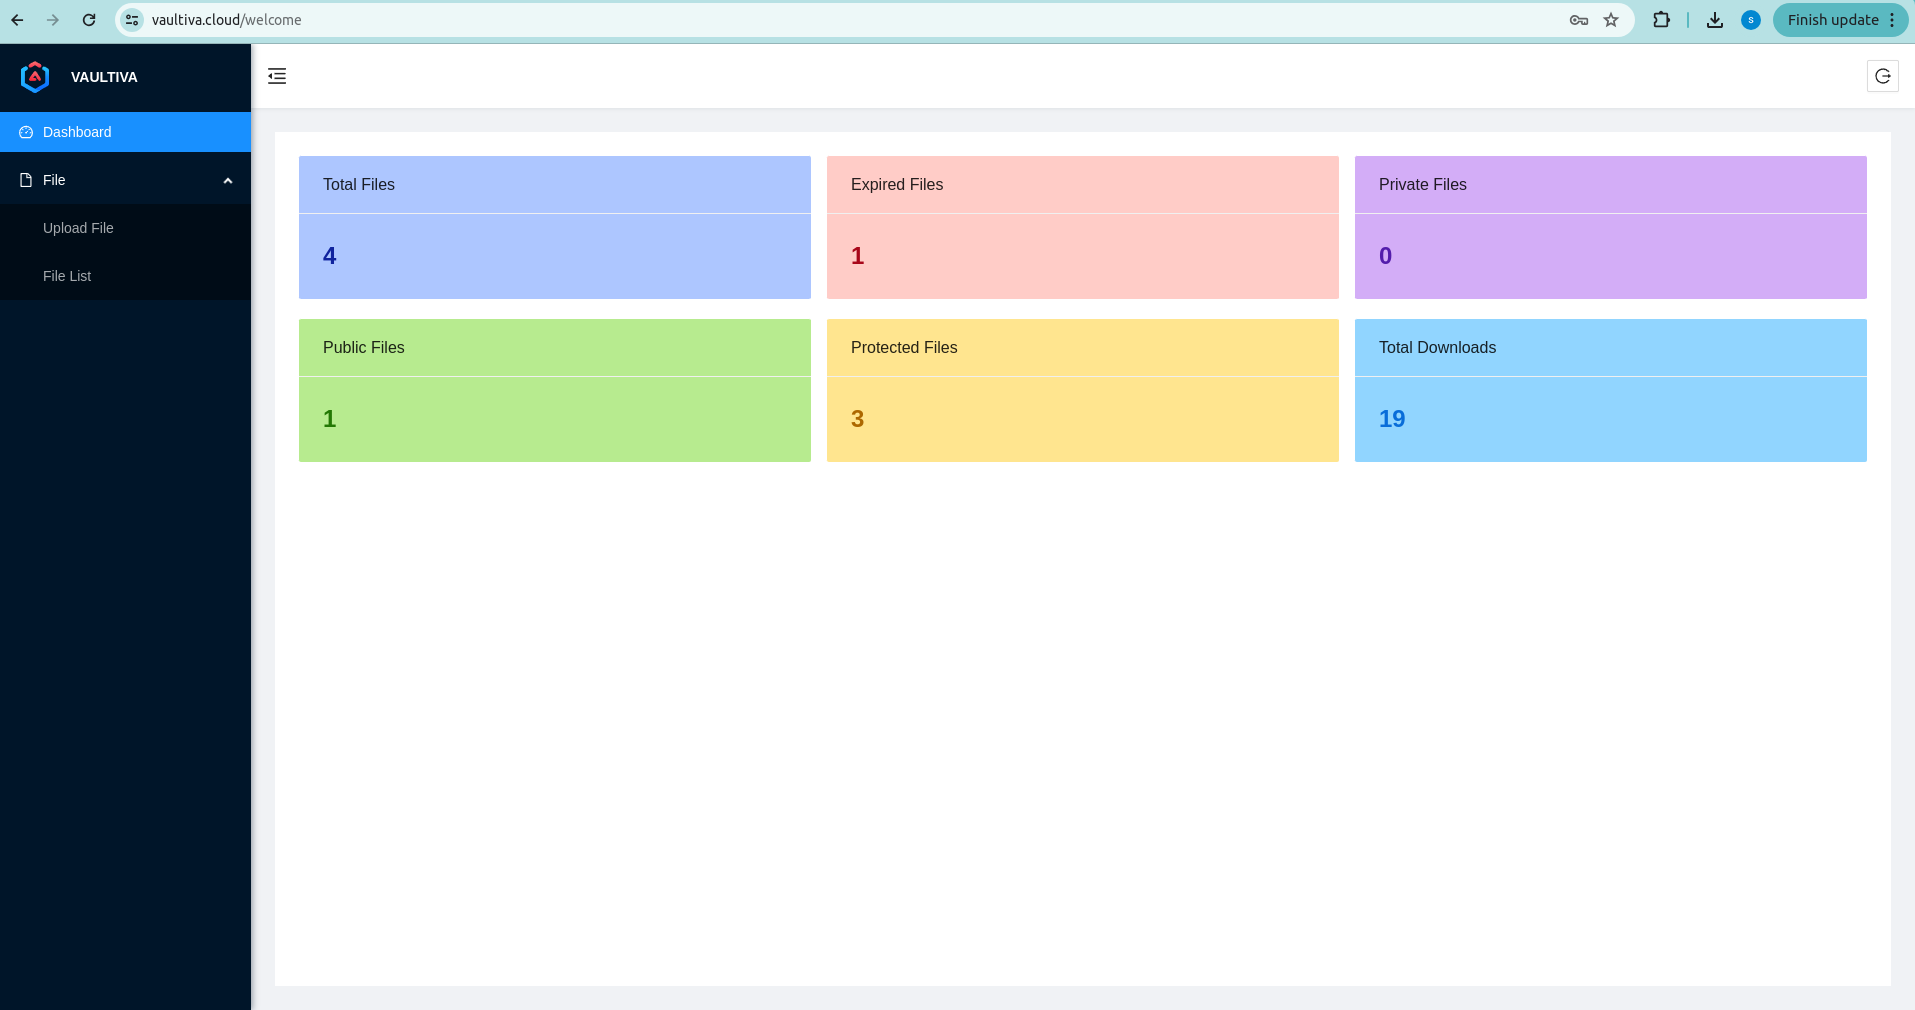 vaultiva.cloud/welcome
S
Finish update
VAULTIVA
Dashboard
File
Upload File
File List
Total Files
4
Expired Files
1
Private Files
0
Public Files
1
Protected Files
3
Total Downloads
19